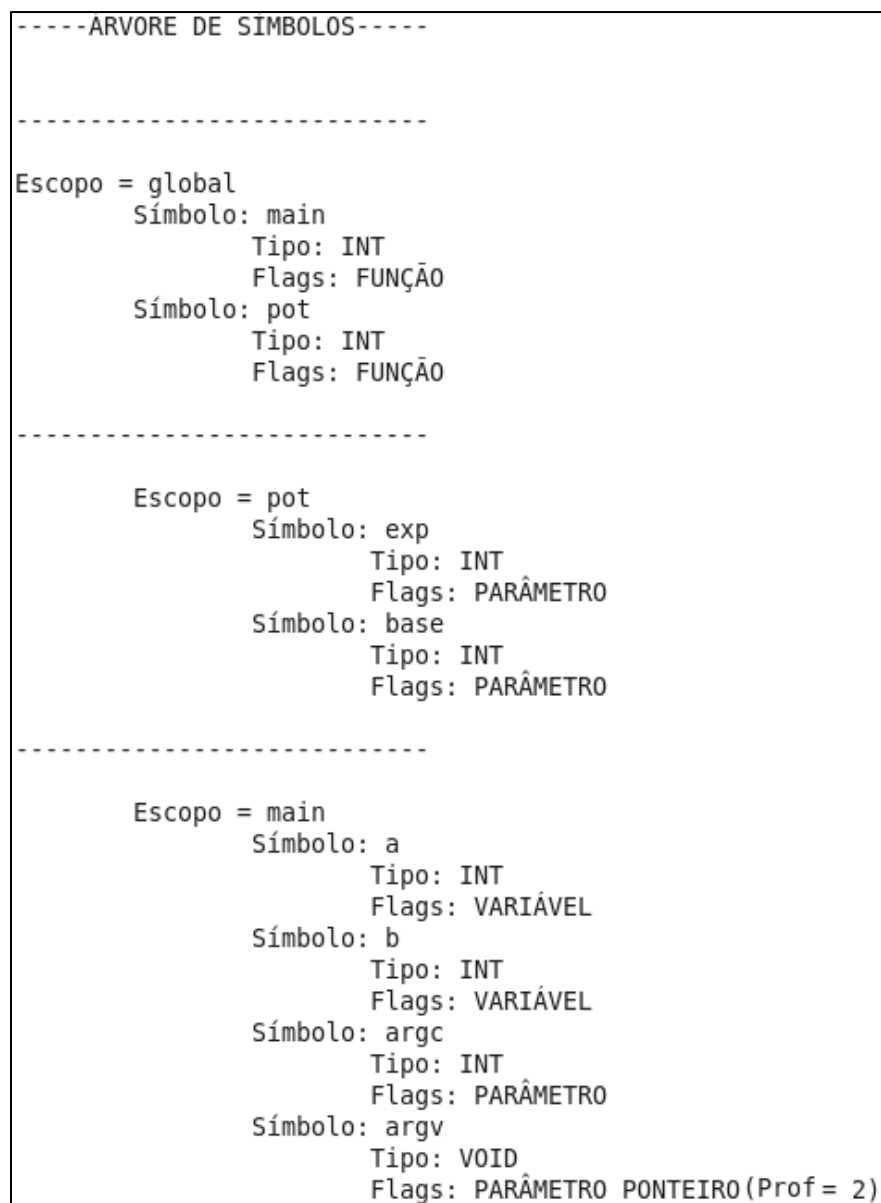 -----ÁRVORE DE SÍMBOLOS-----
----------------------------
Escopo = global
Símbolo: main
Tipo: INT
Flags: FUNÇÃO
Símbolo: pot
Tipo: INT
Flags: FUNÇÃO
----------------------------
Escopo = pot
Símbolo: exp
Tipo: INT
Flags: PARÂMETRO
Símbolo: base
Tipo: INT
Flags: PARÂMETRO
----------------------------
Escopo = main
Símbolo: a
Tipo: INT
Flags: VARIÁVEL
Símbolo: b
Tipo: INT
Flags: VARIÁVEL
Símbolo: argc
Tipo: INT
Flags: PARÂMETRO
Símbolo: argv
Tipo: VOID
Flags: PARÂMETRO PONTEIRO(Prof = 2)